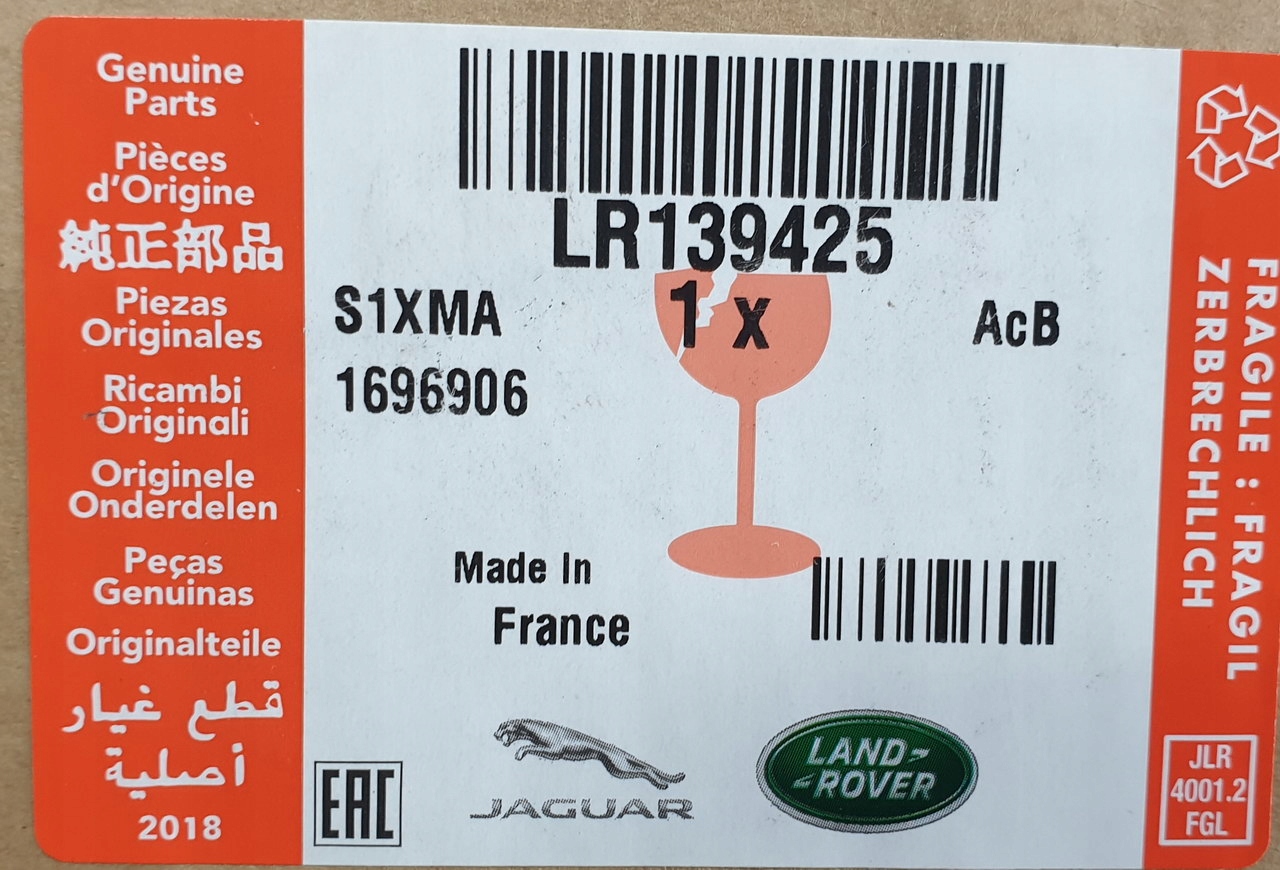 Genuine
Parts
Pièces
d'Origine
純正部品
Piezas
Originales
Ricambi
Originali
Originele
Onderdelen
Peças
Genuinas
Originalteile
قطع غيار
أصلية
2018
LR139425
S1XMA
1 x
AcB
1696906
Made In
France
EAC
JAGUAR
LAND-
-ROVER
FRAGILE : FRAGIL
ZERBRECHLICH
JLR
4001.2
FGL